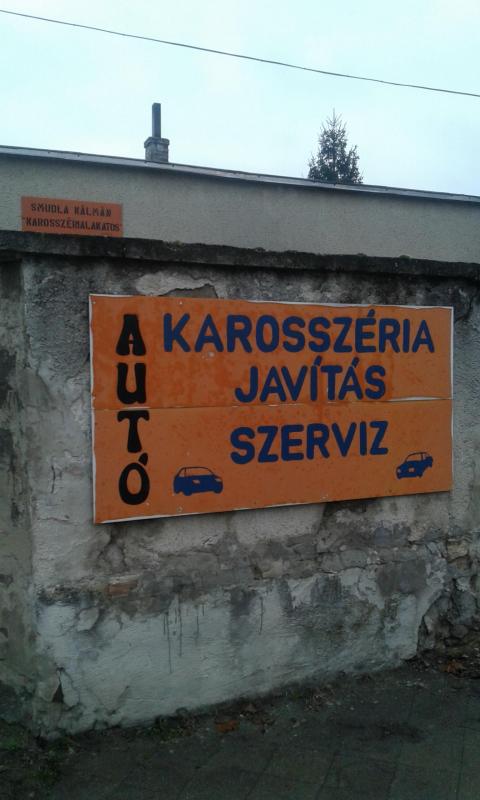 SMUDLA KÁLMÁN
"KAROSSZÉRIALAKATOS"
AUTÓ
KAROSSZÉRIA
JAVÍTÁS
SZERVIZ